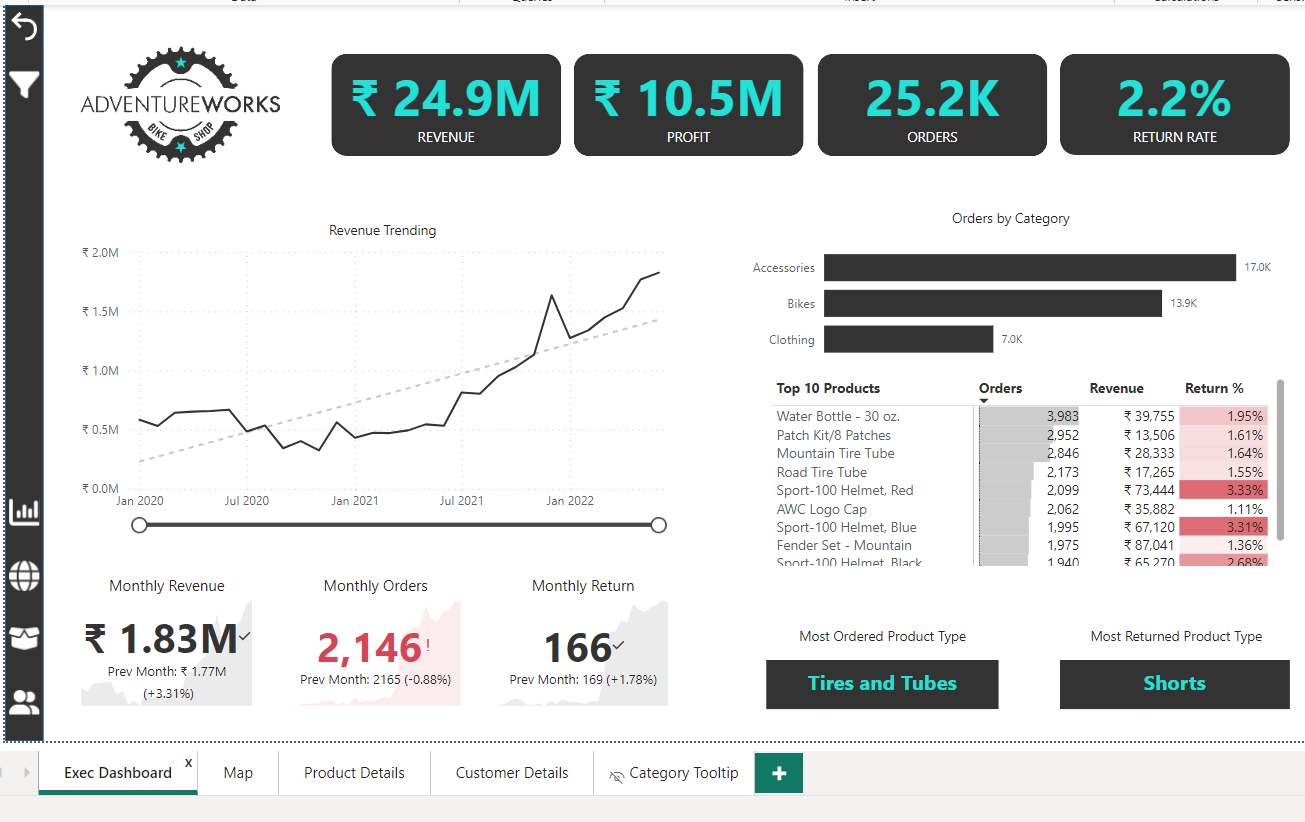 ADVENTUREWORKS
BIKE SHOP
₹ 24.9M
REVENUE
₹ 10.5M
PROFIT
25.2K
ORDERS
2.2%
RETURN RATE
Revenue Trending
₹ 2.0M
₹ 1.5M
₹ 1.0M
₹ 0.5M
₹ 0.0M
Jan 2020 Jul 2020 Jan 2021 Jul 2021 Jan 2022
Orders by Category
Accessories 17.0K
Bikes 13.9K
Clothing 7.0K
Top 10 Products Orders Revenue Return %
Water Bottle - 30 oz. 3,983 ₹ 39,755 1.95%
Patch Kit/8 Patches 2,952 ₹ 13,506 1.61%
Mountain Tire Tube 2,846 ₹ 28,333 1.64%
Road Tire Tube 2,173 ₹ 17,265 1.55%
Sport-100 Helmet, Red 2,099 ₹ 73,444 3.33%
AWC Logo Cap 2,062 ₹ 35,882 1.11%
Sport-100 Helmet, Blue 1,995 ₹ 67,120 3.31%
Fender Set - Mountain 1,975 ₹ 87,041 1.36%
Sport-100 Helmet, Black 1,940 ₹ 65,270 2.68%
Monthly Revenue
₹ 1.83M
Prev Month: ₹ 1.77M
(+3.31%)
Monthly Orders
2,146!
Prev Month: 2165 (-0.88%)
Monthly Return
166
Prev Month: 169 (+1.78%)
Most Ordered Product Type
Tires and Tubes
Most Returned Product Type
Shorts
Exec Dashboard x Map Product Details Customer Details Category Tooltip +